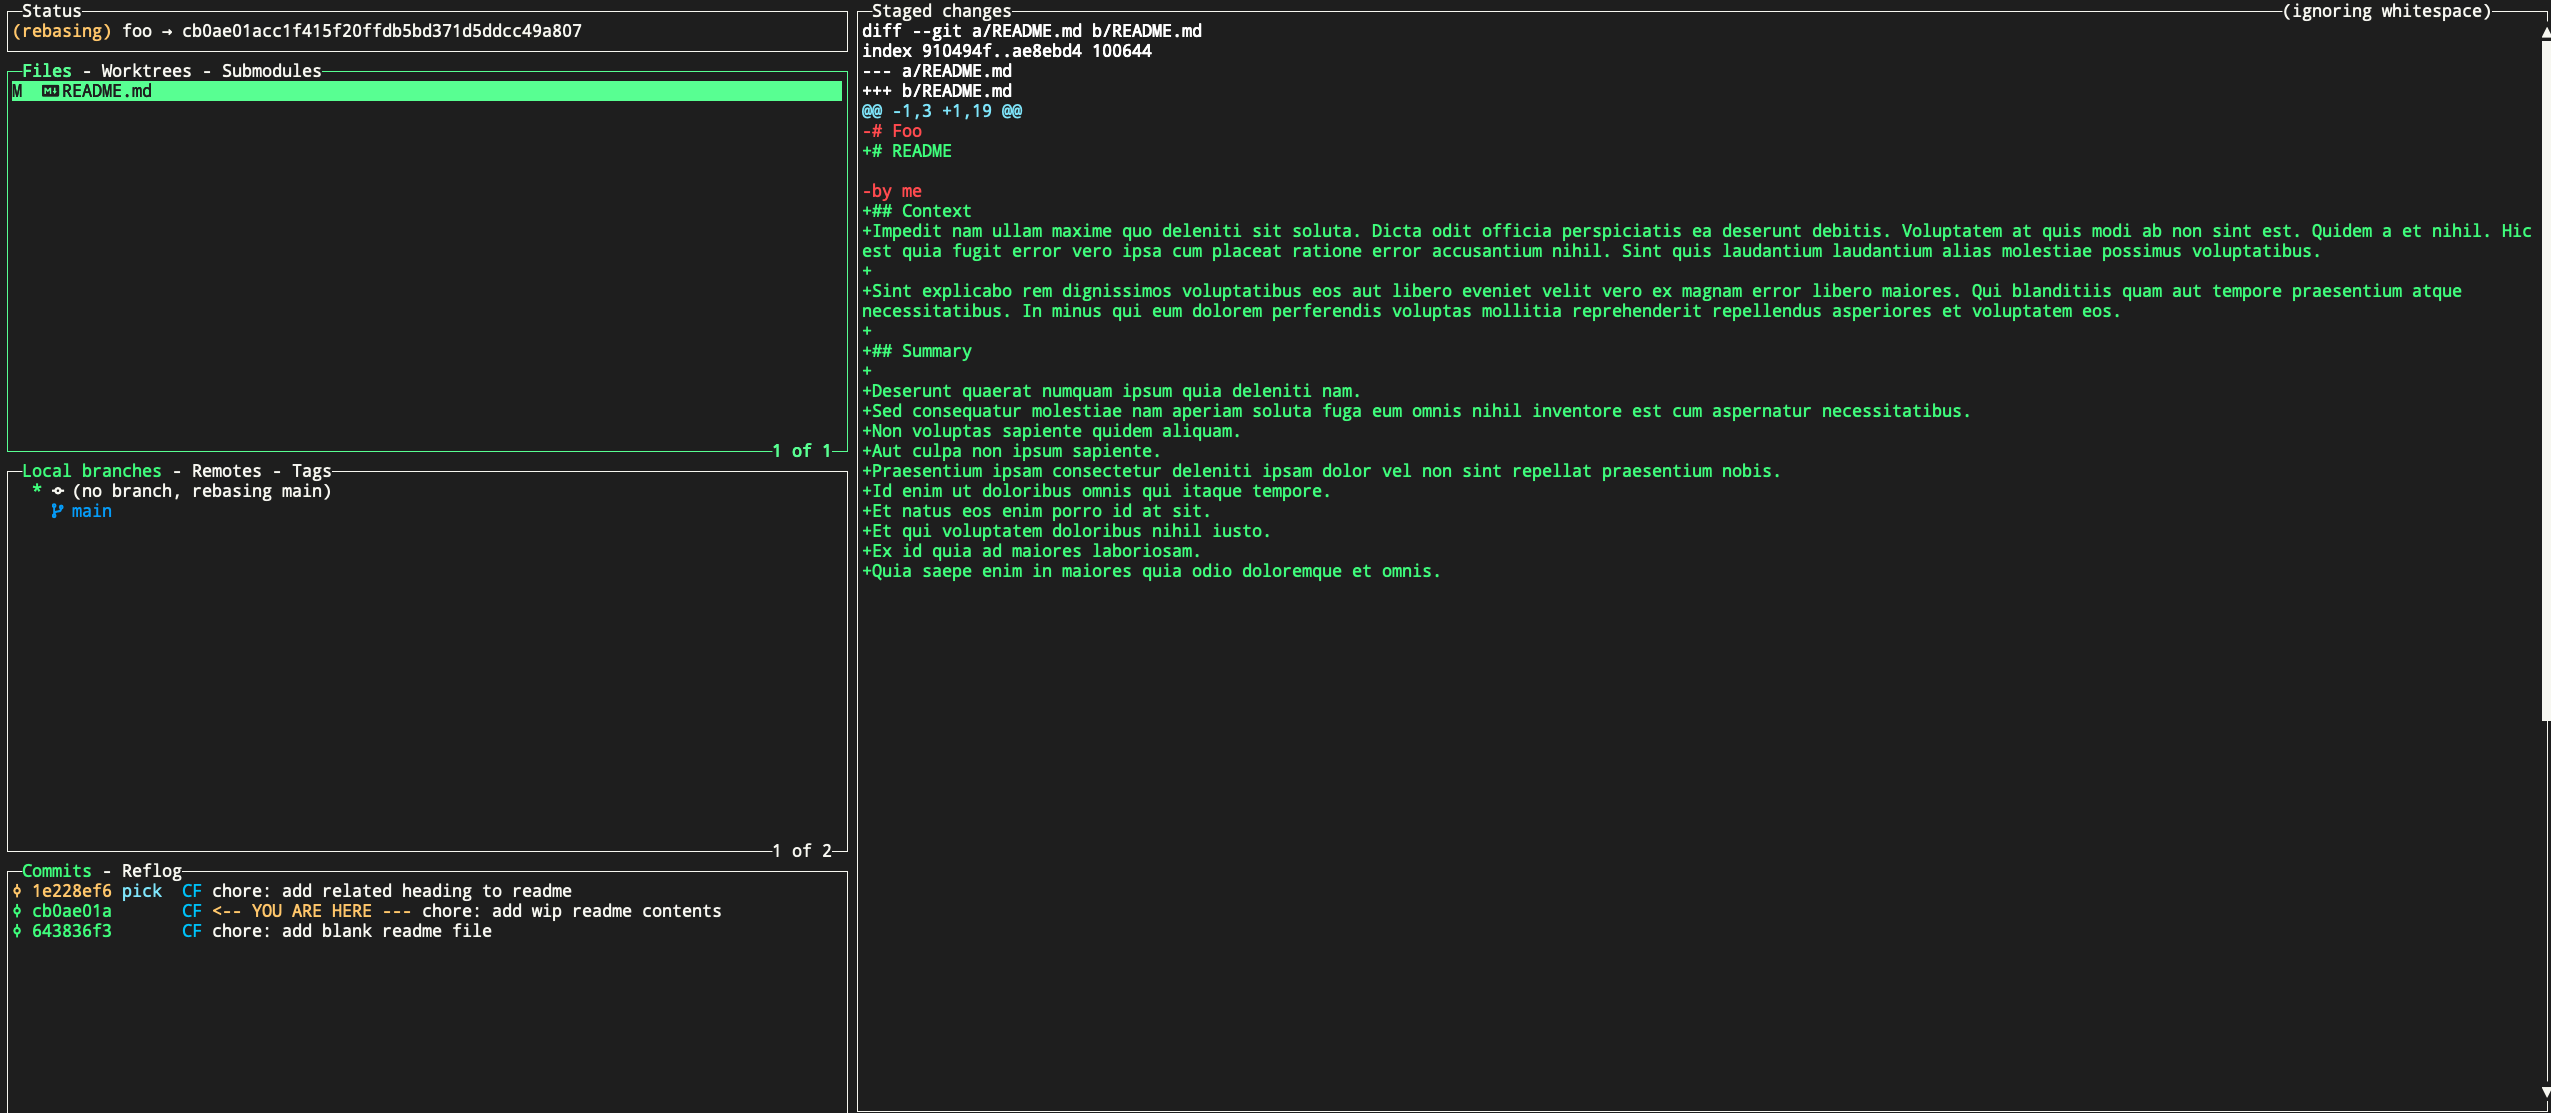 Status
(rebasing) foo → cb0ae01acc1f415f20ffdb5bd371d5ddcc49a807
Files - Worktrees - Submodules
M README.md
1 of 1
Local branches - Remotes - Tags
* (no branch, rebasing main)
main
1 of 2
Commits - Reflog
1e228ef6 pick CF chore: add related heading to readme
cb0ae01a CF <-- YOU ARE HERE --- chore: add wip readme contents
643836f3 CF chore: add blank readme file
Staged changes (ignoring whitespace)
diff --git a/README.md b/README.md
index 910494f..ae8ebd4 100644
--- a/README.md
+++ b/README.md
@@ -1,3 +1,19 @@
-# Foo
+# README
-by me
+## Context
+Impedit nam ullam maxime quo deleniti sit soluta. Dicta odit officia perspiciatis ea deserunt debitis. Voluptatem at quis modi ab non sint est. Quidem a et nihil. Hic
est quia fugit error vero ipsa cum placeat ratione error accusantium nihil. Sint quis laudantium laudantium alias molestiae possimus voluptatibus.
+
+Sint explicabo rem dignissimos voluptatibus eos aut libero eveniet velit vero ex magnam error libero maiores. Qui blanditiis quam aut tempore praesentium atque
necessitatibus. In minus qui eum dolorem perferendis voluptas mollitia reprehenderit repellendus asperiores et voluptatem eos.
+
+## Summary
+
+Deserunt quaerat numquam ipsum quia deleniti nam.
+Sed consequatur molestiae nam aperiam soluta fuga eum omnis nihil inventore est cum aspernatur necessitatibus.
+Non voluptas sapiente quidem aliquam.
+Aut culpa non ipsum sapiente.
+Praesentium ipsam consectetur deleniti ipsam dolor vel non sint repellat praesentium nobis.
+Id enim ut doloribus omnis qui itaque tempore.
+Et natus eos enim porro id at sit.
+Et qui voluptatem doloribus nihil iusto.
+Ex id quia ad maiores laboriosam.
+Quia saepe enim in maiores quia odio doloremque et omnis.